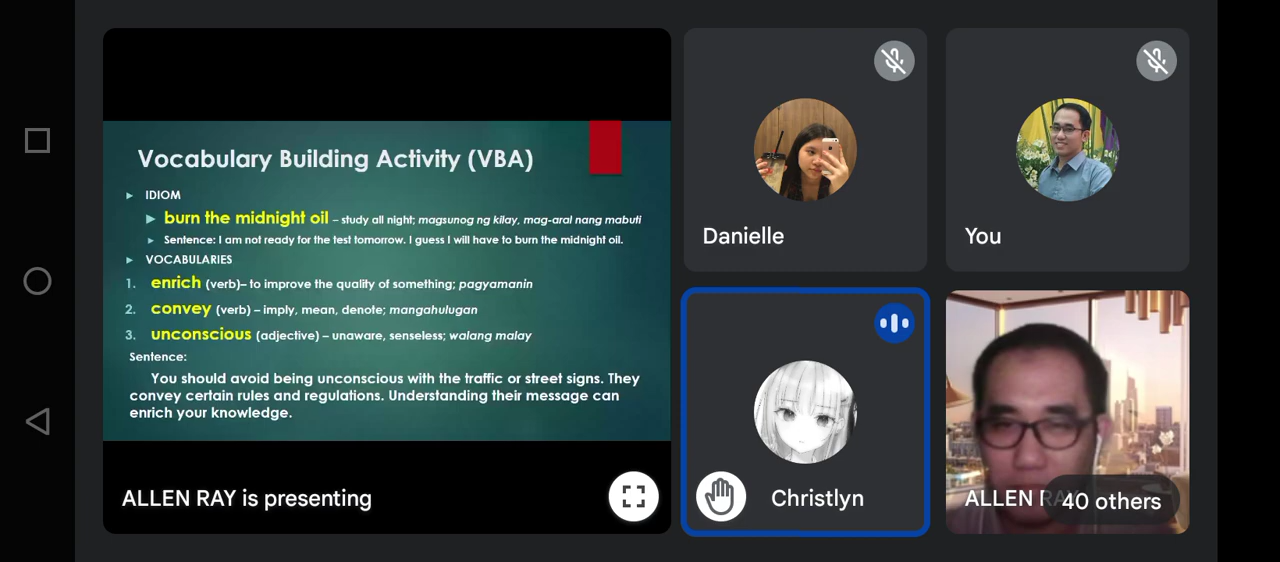 Vocabulary Building Activity (VBA)
IDIOM
burn the midnight oil – study all night; magsunog ng kilay, mag-aral nang mabuti
Sentence: I am not ready for the test tomorrow. I guess I will have to burn the midnight oil.
VOCABULARIES
1. enrich (verb)– to improve the quality of something; pagyamanin
2. convey (verb) – imply, mean, denote; mangahulugan
3. unconscious (adjective) – unaware, senseless; walang malay
Sentence:
You should avoid being unconscious with the traffic or street signs. They
convey certain rules and regulations. Understanding their message can
enrich your knowledge.
ALLEN RAY is presenting
Danielle
You
Christlyn
ALLEN RA
40 others